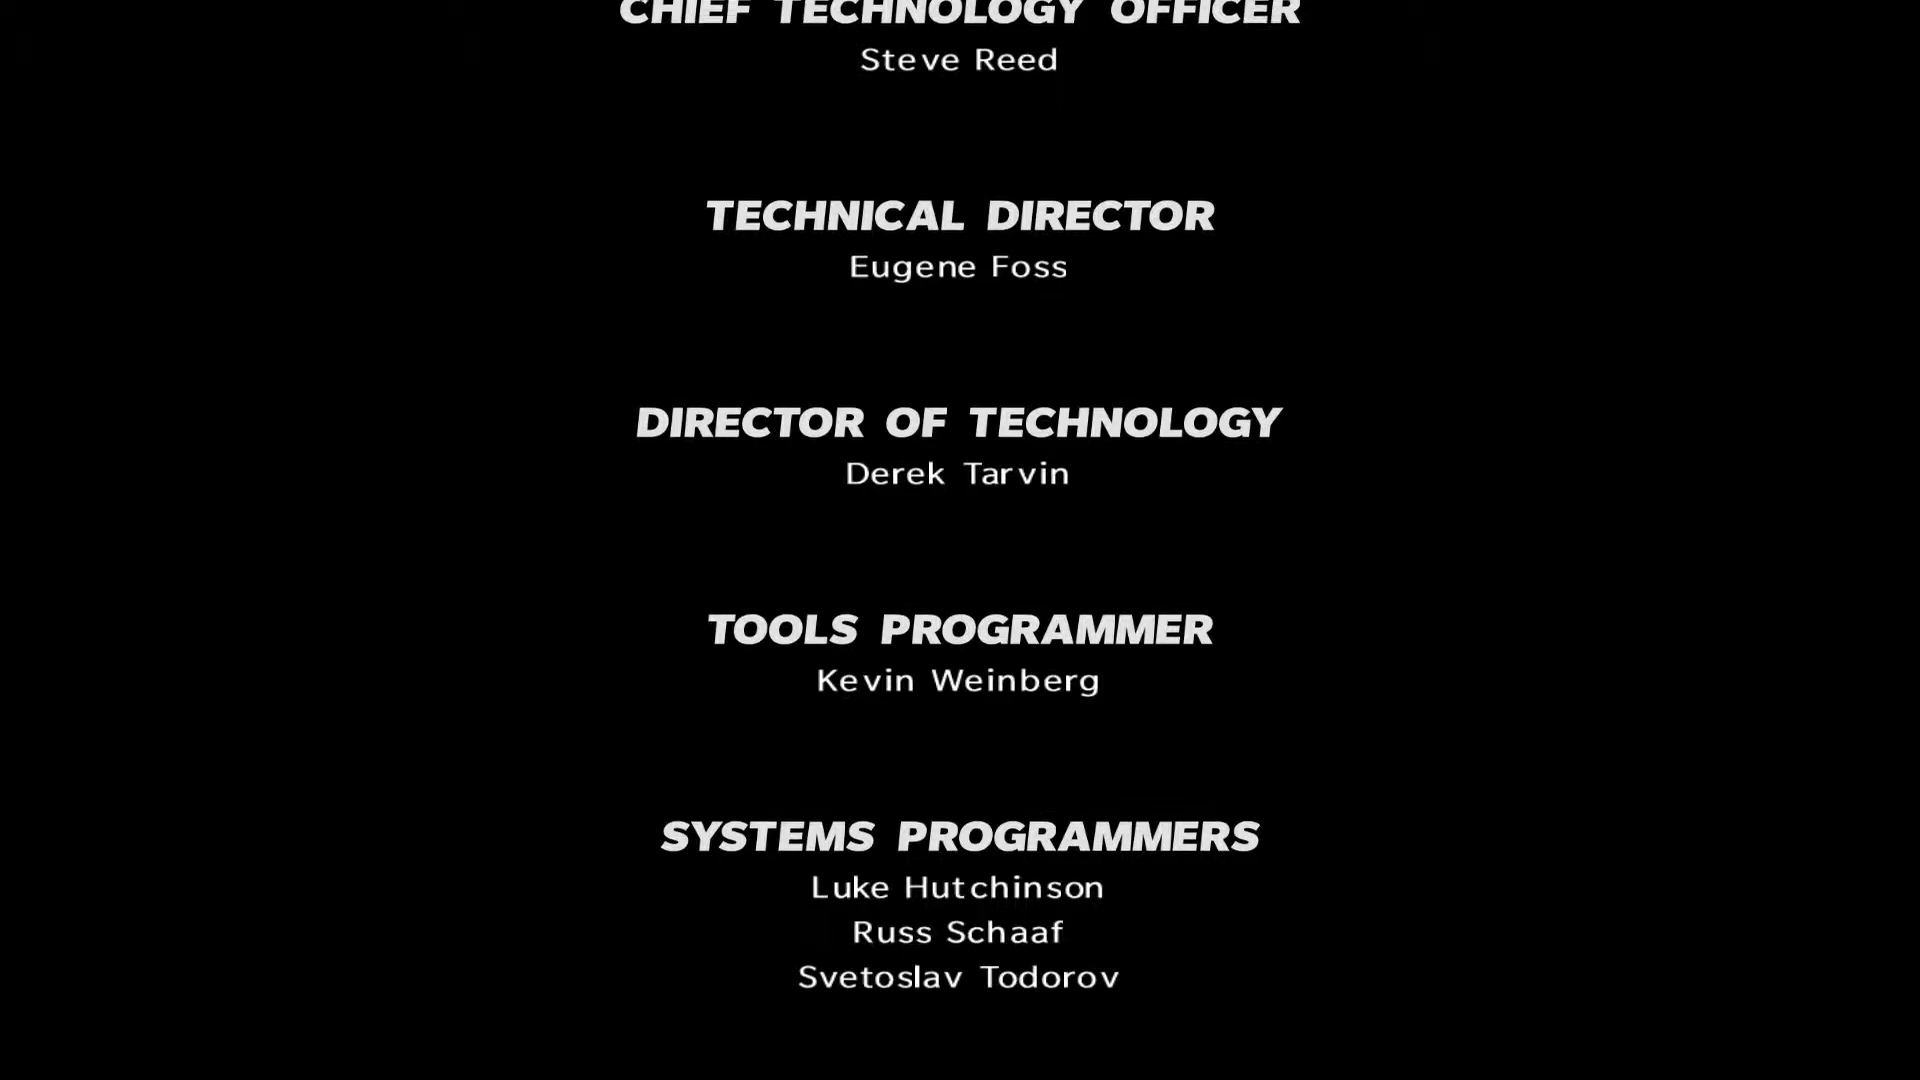 CHIEF TECHNOLOGY OFFICER
Steve Reed
TECHNICAL DIRECTOR
Eugene Foss
DIRECTOR OF TECHNOLOGY
Derek Tarvin
TOOLS PROGRAMMER
Kevin Weinberg
SYSTEMS PROGRAMMERS
Luke Hutchinson
Russ Schaaf
Svetoslav Todorov